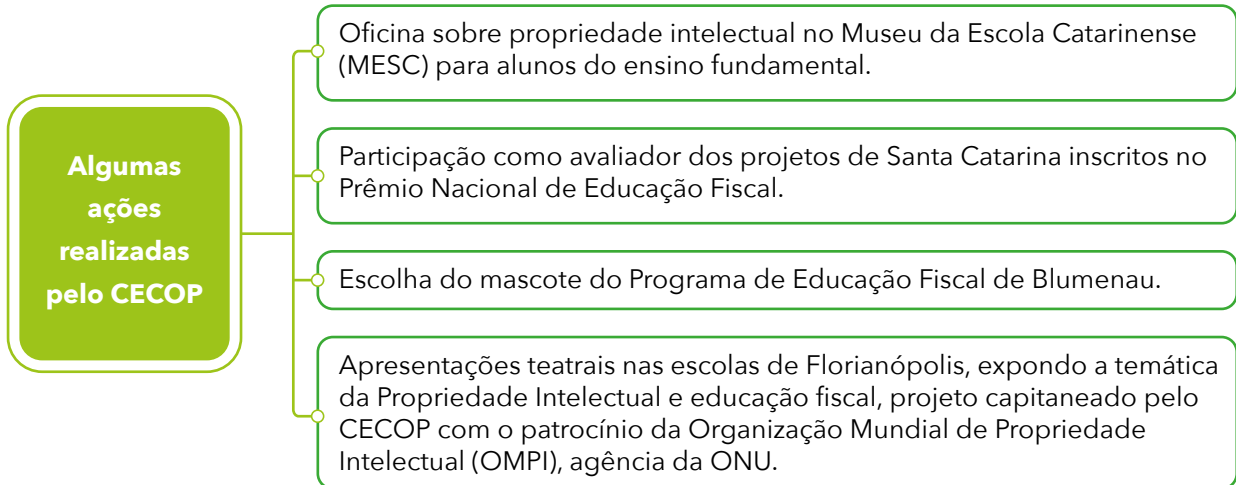 Algumas
ações
realizadas
pelo CECOP
Oficina sobre propriedade intelectual no Museu da Escola Catarinense
(MESC) para alunos do ensino fundamental.
Participação como avaliador dos projetos de Santa Catarina inscritos no
Prêmio Nacional de Educação Fiscal.
Escolha do mascote do Programa de Educação Fiscal de Blumenau.
Apresentações teatrais nas escolas de Florianópolis, expondo a temática
da Propriedade Intelectual e educação fiscal, projeto capitaneado pelo
CECOP com o patrocínio da Organização Mundial de Propriedade
Intelectual (OMPI), agência da ONU.